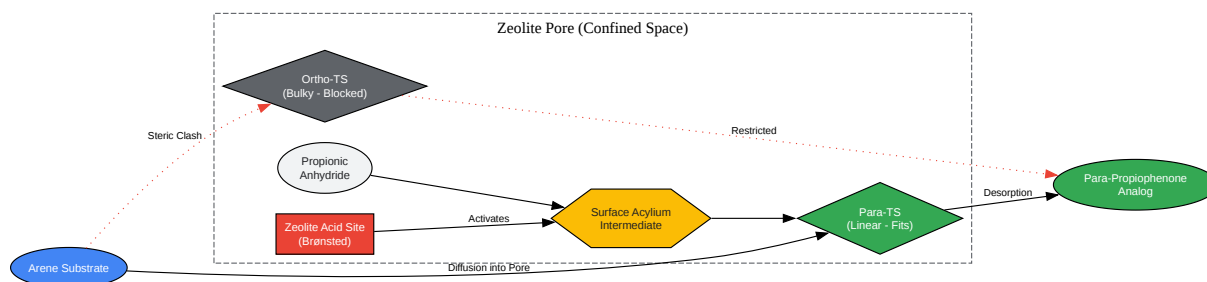 Zeolite Pore (Confined Space)
Ortho-TS
(Bulky - Blocked)
Steric Clash
Restricted
Propionic
Anhydride
Para-Propiophenone
Analog
Desorption
Surface Acylium
Intermediate
Para-TS
(Linear - Fits)
Activates
Zeolite Acid Site
(Brønsted)
Arene Substrate
Diffusion into Pore